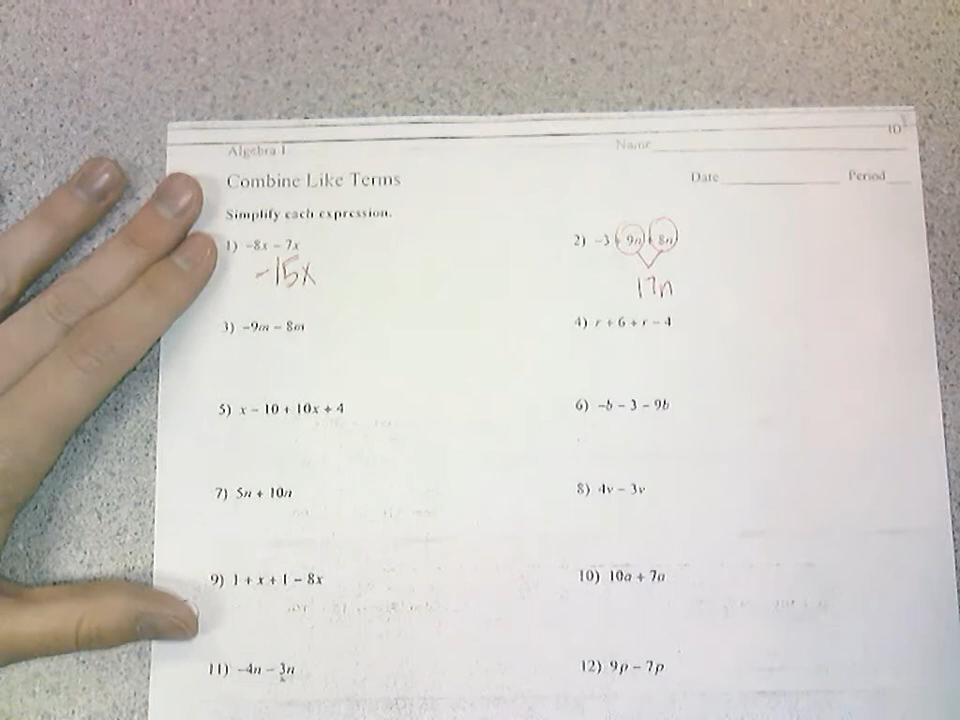 ID
Algebra 1
Name
Combine Like Terms
Date Period
Simplify each expression.
1) -8x - 7x
-15x
2) -3 + 9n + 8n
17n
3) -9m - 8m
4) r + 6 + r - 4
5) x - 10 + 10x + 4
6) -b - 3 - 9b
7) 5n + 10n
8) 4v - 3v
9) 1 + x + 1 - 8x
10) 10a + 7a
11) -4n - 3n
12) 9p - 7p